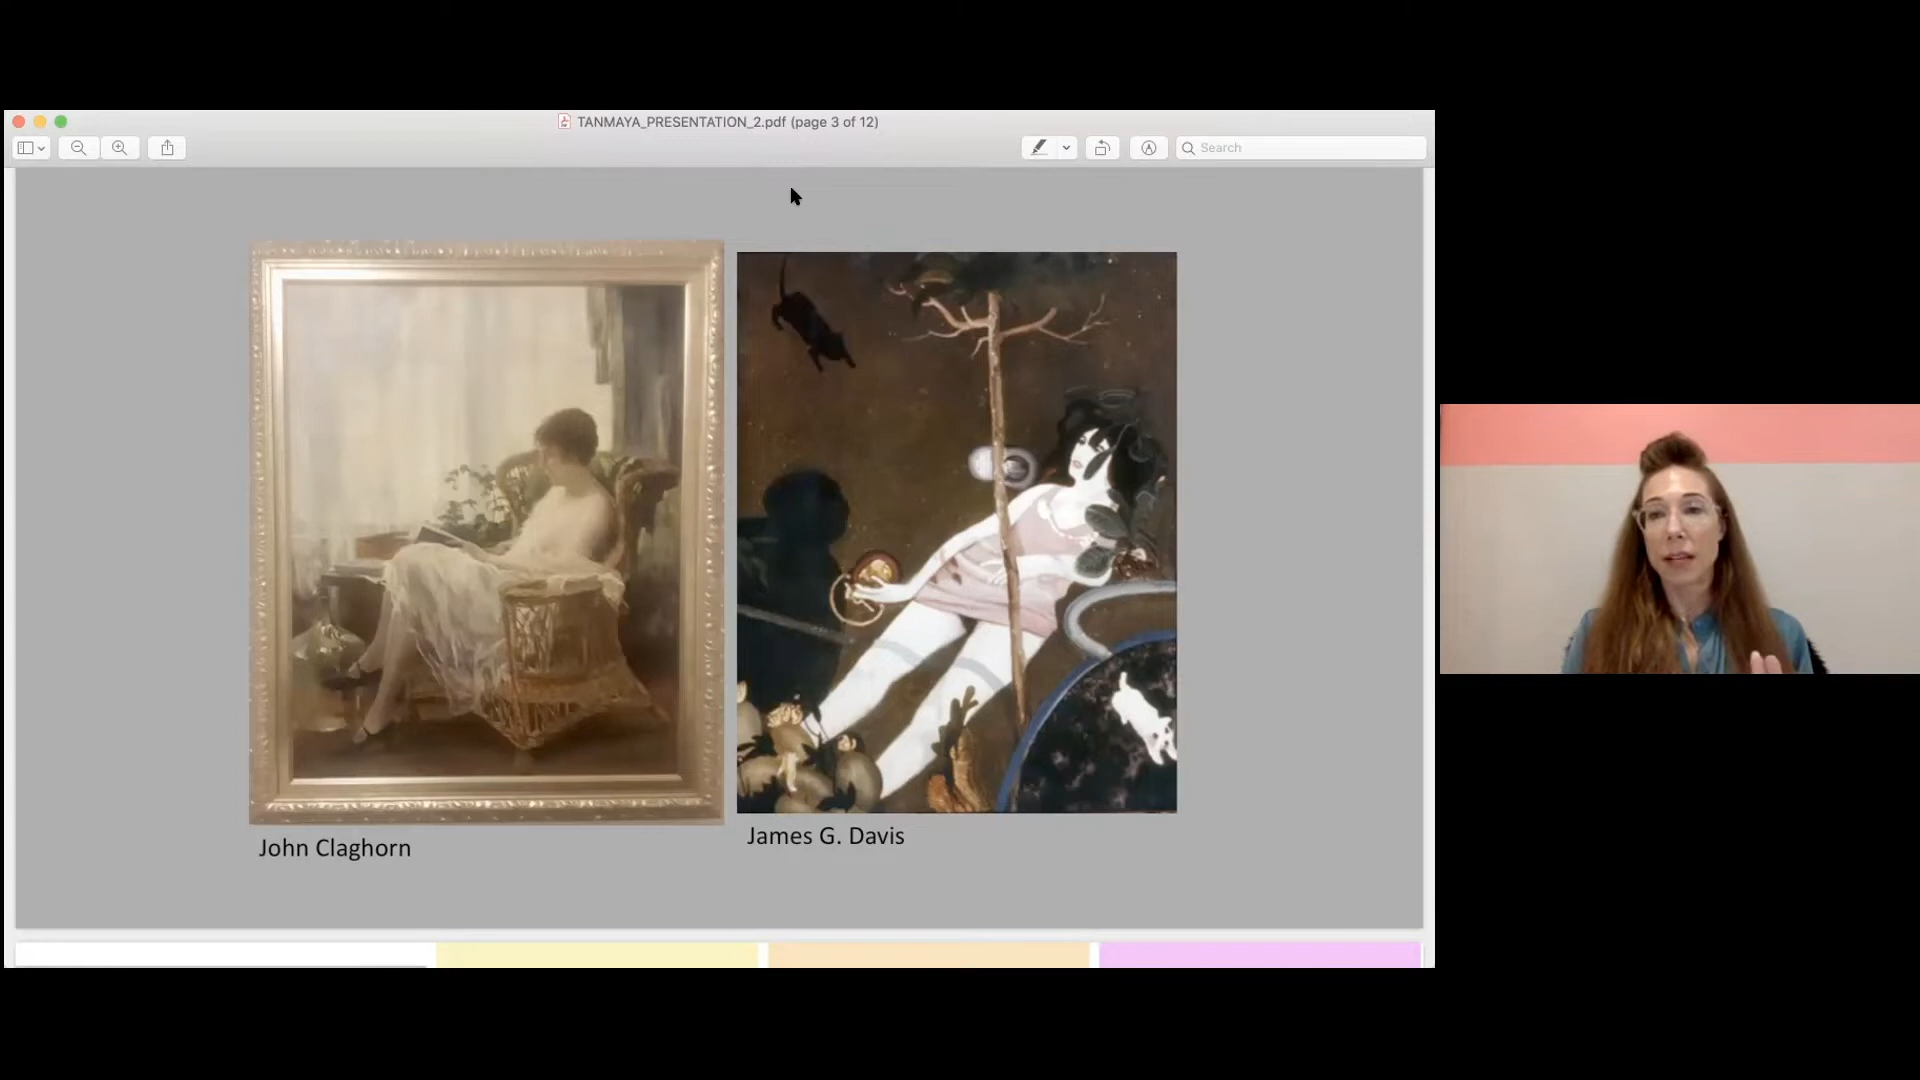 TANMAYA_PRESENTATION_2.pdf (page 3 of 12)
Search
John Claghorn
James G. Davis